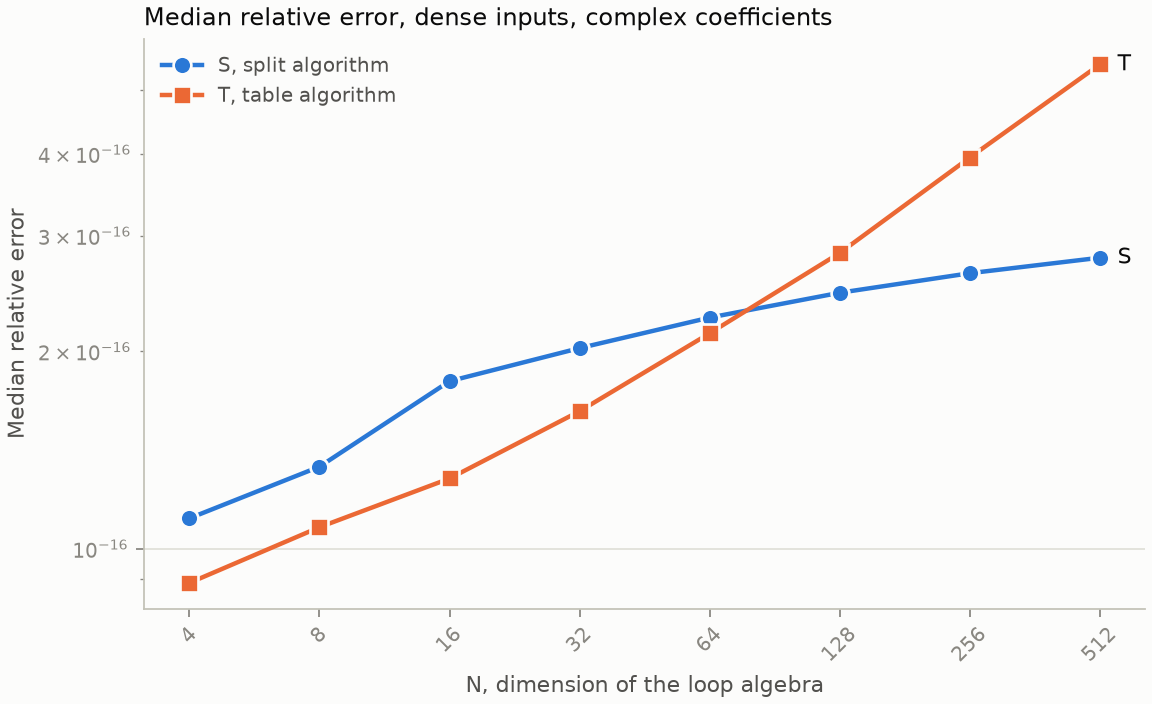 Median relative error, dense inputs, complex coefficients
S, split algorithm
T, table algorithm
T
S
Median relative error
4 × 10⁻¹⁶
3 × 10⁻¹⁶
2 × 10⁻¹⁶
10⁻¹⁶
4 8 16 32 64 128 256 512
N, dimension of the loop algebra